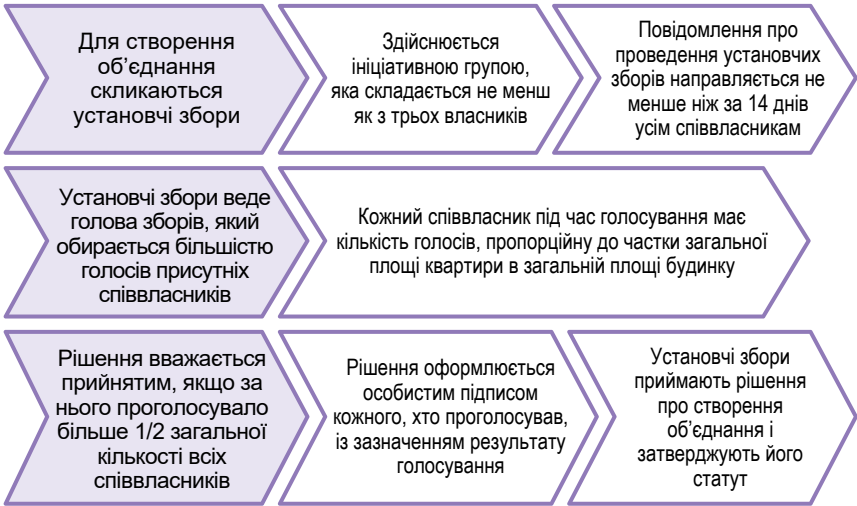 Для створення
об’єднання
скликаються
установчі збори
Здійснюється
ініціативною групою,
яка складається не менш
як з трьох власників
Повідомлення про
проведення установчих
зборів направляється не
менше ніж за 14 днів
усім співвласникам
Установчі збори веде
голова зборів, який
обирається більшістю
голосів присутніх
співвласників
Кожний співвласник під час голосування має
кількість голосів, пропорційну до частки загальної
площі квартири в загальній площі будинку
Рішення вважається
прийнятим, якщо за
нього проголосувало
більше 1/2 загальної
кількості всіх
співвласників
Рішення оформлюється
особистим підписом
кожного, хто проголосував,
із зазначенням результату
голосування
Установчі збори
приймають рішення
про створення
об’єднання і
затверджують його
статут